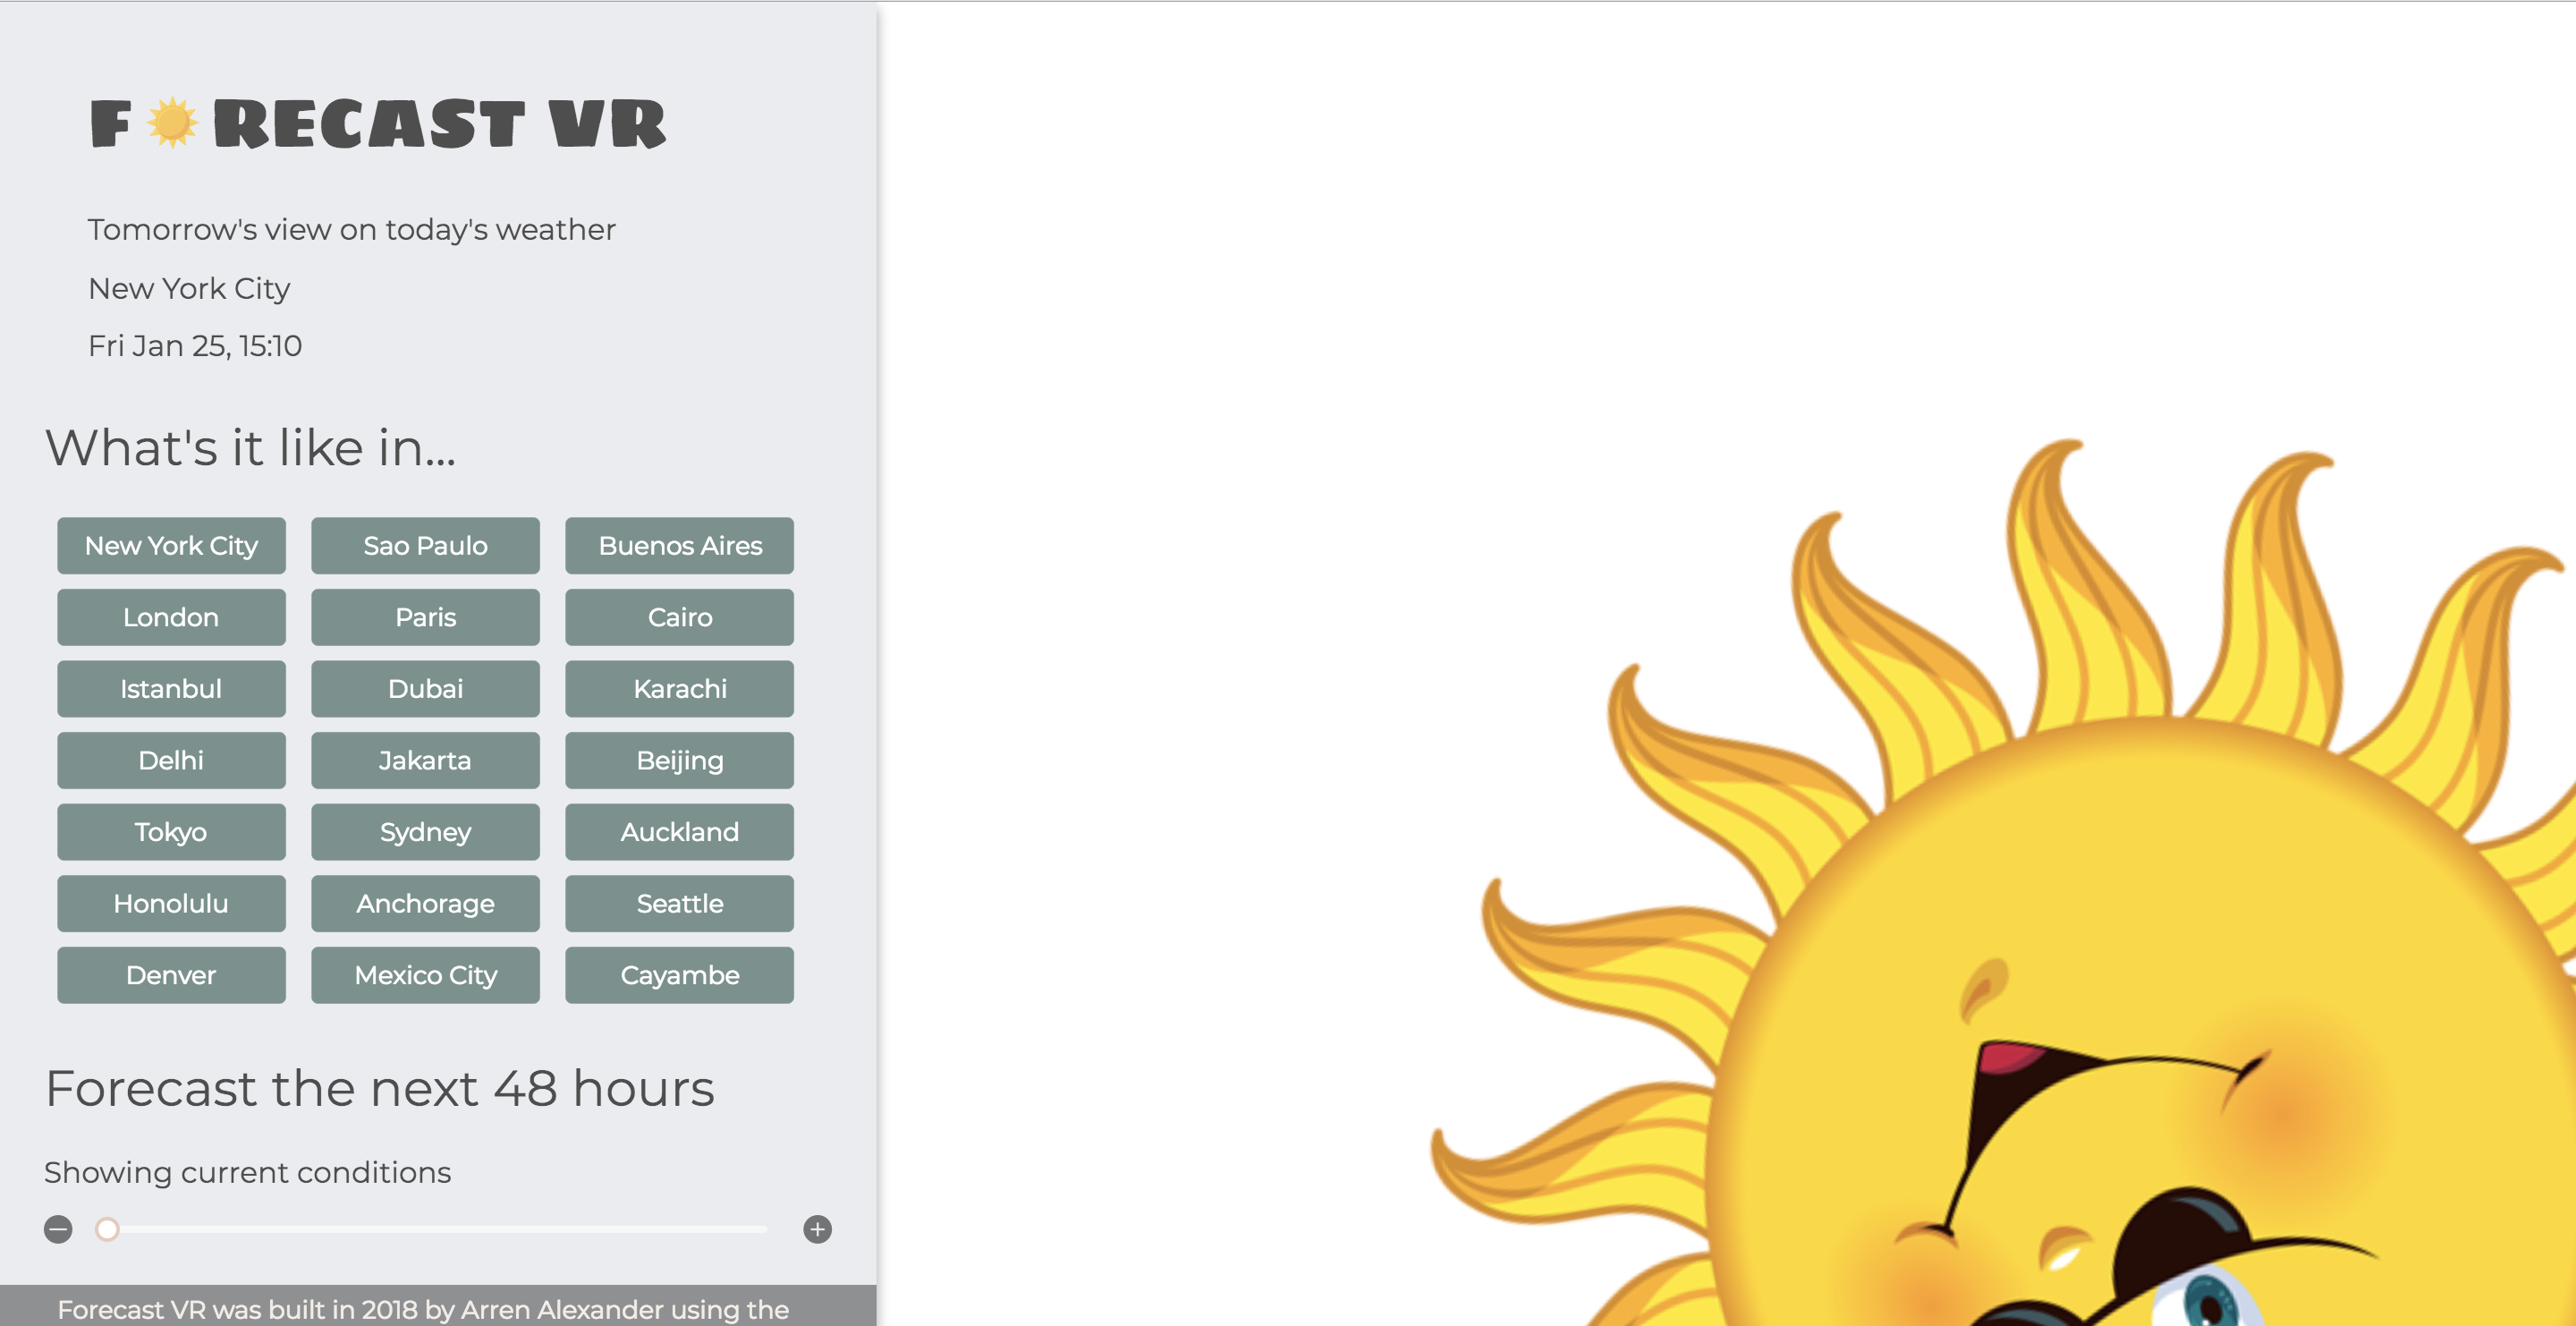 F RECAST VR
Tomorrow's view on today's weather
New York City
Fri Jan 25, 15:10
What's it like in...
New York City Sao Paulo Buenos Aires
London Paris Cairo
Istanbul Dubai Karachi
Delhi Jakarta Beijing
Tokyo Sydney Auckland
Honolulu Anchorage Seattle
Denver Mexico City Cayambe
Forecast the next 48 hours
Showing current conditions
Forecast VR was built in 2018 by Arren Alexander using the